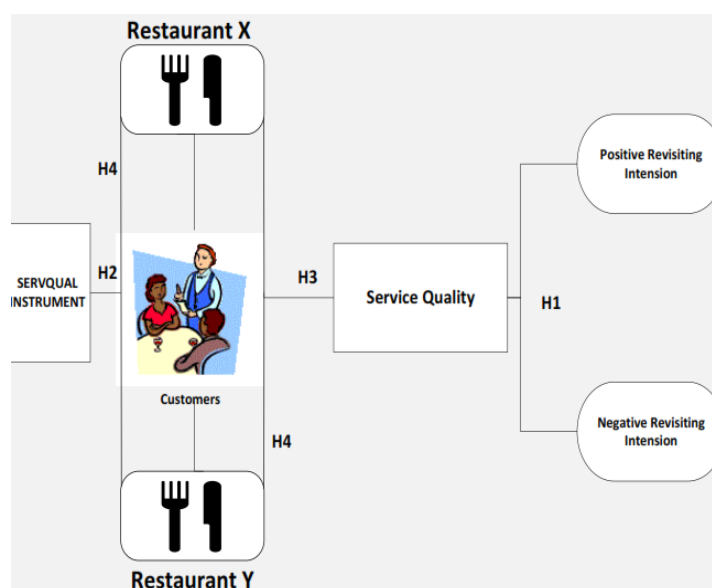 Restaurant X
H4
SERVQUAL
INSTRUMENT
H2
Customers
H3
Service Quality
H1
Positive Revisiting
Intension
Negative Revisiting
Intension
H4
Restaurant Y